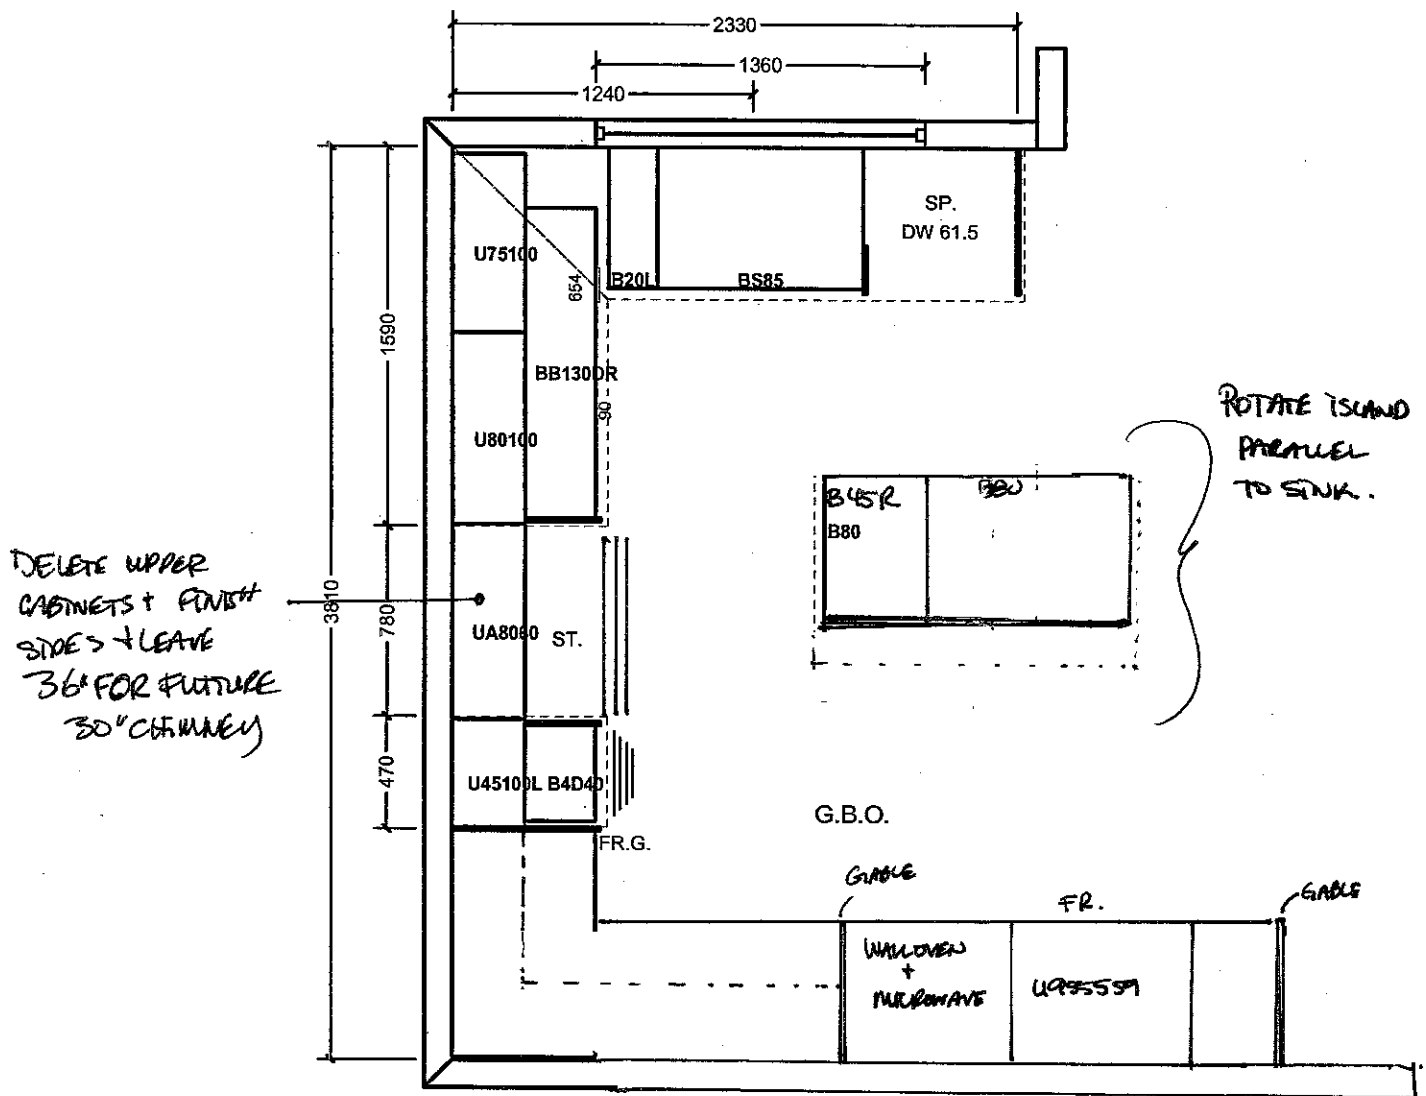 2330
1360
1240
SP.
DW 61.5
U75100
B20L
BS85
654
1590
BB130DR
90
U80100
ROTATE ISLAND
PARALLEL
TO SINK.
B45R
B80
DELETE UPPER
CABINETS + FINISH
SIDES + LEAVE
36" FOR FUTURE
30" CHIMNEY
3810
780
ST.
470
U45100L
B4D40
G.B.O.
FR.G.
GABLE
FR.
GABLE
WALLOVEN
+
MICROWAVE